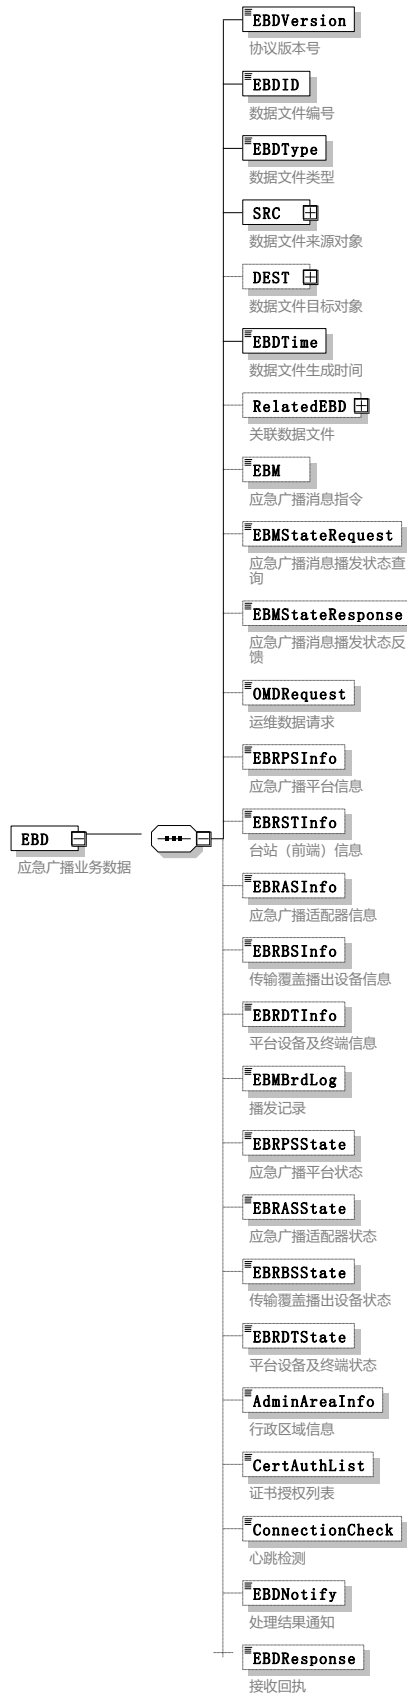 EBDVersion
协议版本号
EBDID
数据文件编号
EBDType
数据文件类型
SRC
数据文件来源对象
DEST
数据文件目标对象
EBDTime
数据文件生成时间
RelatedEBD
关联数据文件
EBM
应急广播消息指令
EBMStateRequest
应急广播消息播发状态查
询
EBMStateResponse
应急广播消息播发状态反
馈
OMDRequest
运维数据请求
EBRPSInfo
应急广播平台信息
EBRSTInfo
台站（前端）信息
EBD
应急广播业务数据
EBRASInfo
应急广播适配器信息
EBRBSInfo
传输覆盖播出设备信息
EBRDTInfo
平台设备及终端信息
EBMBrdLog
播发记录
EBRPSState
应急广播平台状态
EBRASState
应急广播适配器状态
EBRBSState
传输覆盖播出设备状态
EBRDTState
平台设备及终端状态
AdminAreaInfo
行政区域信息
CertAuthList
证书授权列表
ConnectionCheck
心跳检测
EBDNotify
处理结果通知
EBDResponse
接收回执